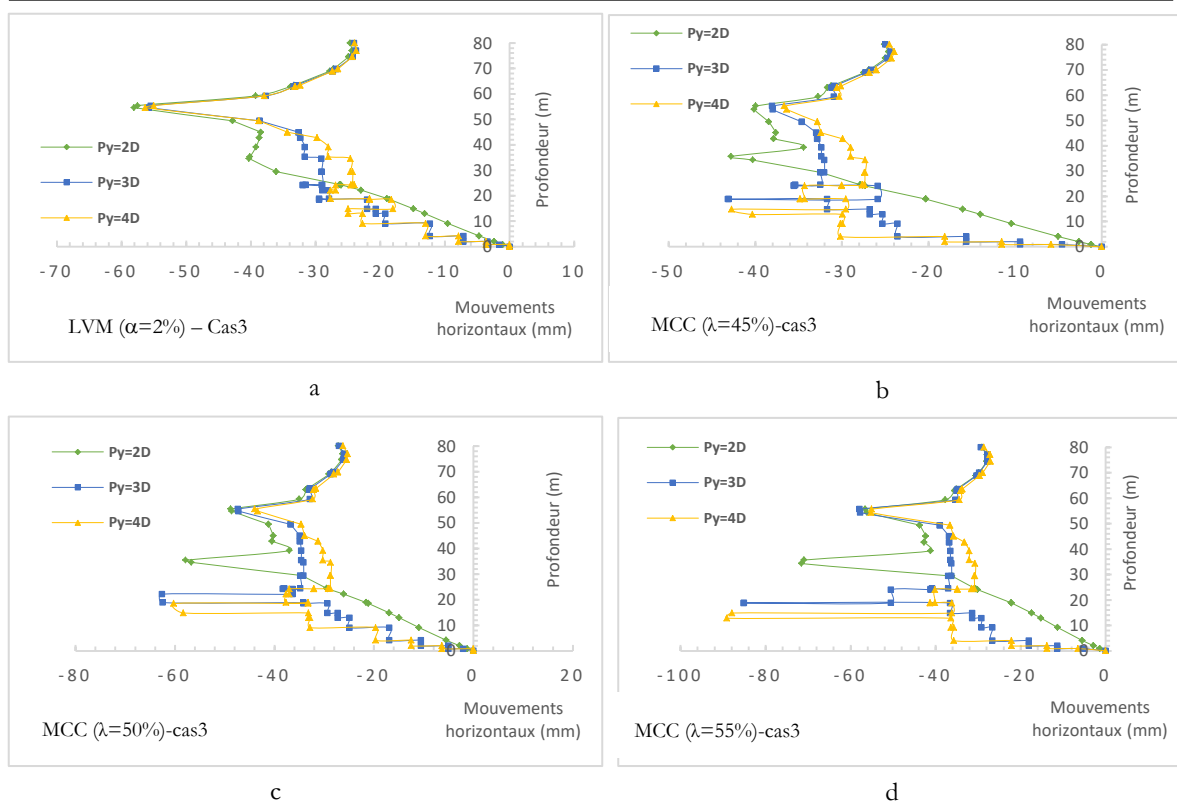 80
70
60
50
40
30
20
10
0
Profondeur (m)
Py=2D
Py=3D
Py=4D
-70 -60 -50 -40 -30 -20 -10 0 10
Mouvements
horizontaux (mm)
LVM (α=2%) – Cas3
a
80
70
60
50
40
30
20
10
0
Profondeur (m)
Py=2D
Py=3D
Py=4D
-50 -40 -30 -20 -10 0
Mouvements
horizontaux (mm)
MCC (λ=45%)-cas3
b
80
70
60
50
40
30
20
10
0
Profondeur (m)
Py=2D
Py=3D
Py=4D
-80 -60 -40 -20 0 20
Mouvements
horizontaux (mm)
MCC (λ=50%)-cas3
c
80
70
60
50
40
30
20
10
0
Profondeur (m)
Py=2D
Py=3D
Py=4D
-100 -80 -60 -40 -20 0
Mouvements
horizontaux (mm)
MCC (λ=55%)-cas3
d